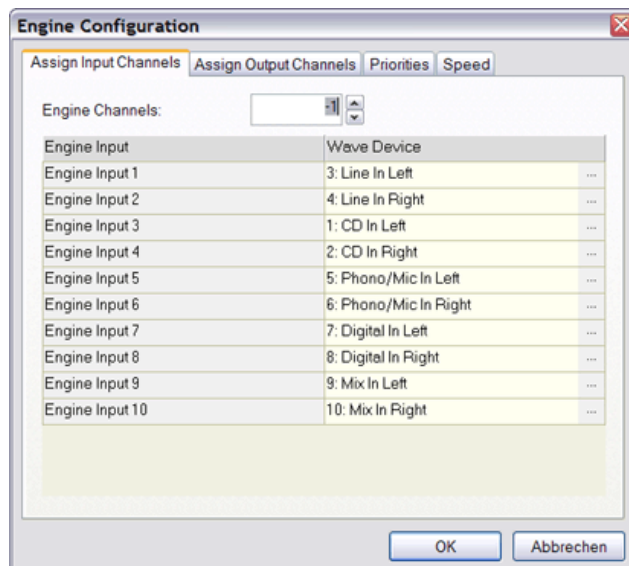 Engine Configuration
Assign Input Channels Assign Output Channels Priorities Speed
Engine Channels: -1
Engine Input Wave Device
Engine Input 1 3: Line In Left ...
Engine Input 2 4: Line In Right ...
Engine Input 3 1: CD In Left ...
Engine Input 4 2: CD In Right ...
Engine Input 5 5: Phono/Mic In Left ...
Engine Input 6 6: Phono/Mic In Right ...
Engine Input 7 7: Digital In Left ...
Engine Input 8 8: Digital In Right ...
Engine Input 9 9: Mix In Left ...
Engine Input 10 10: Mix In Right ...
OK Abbrechen